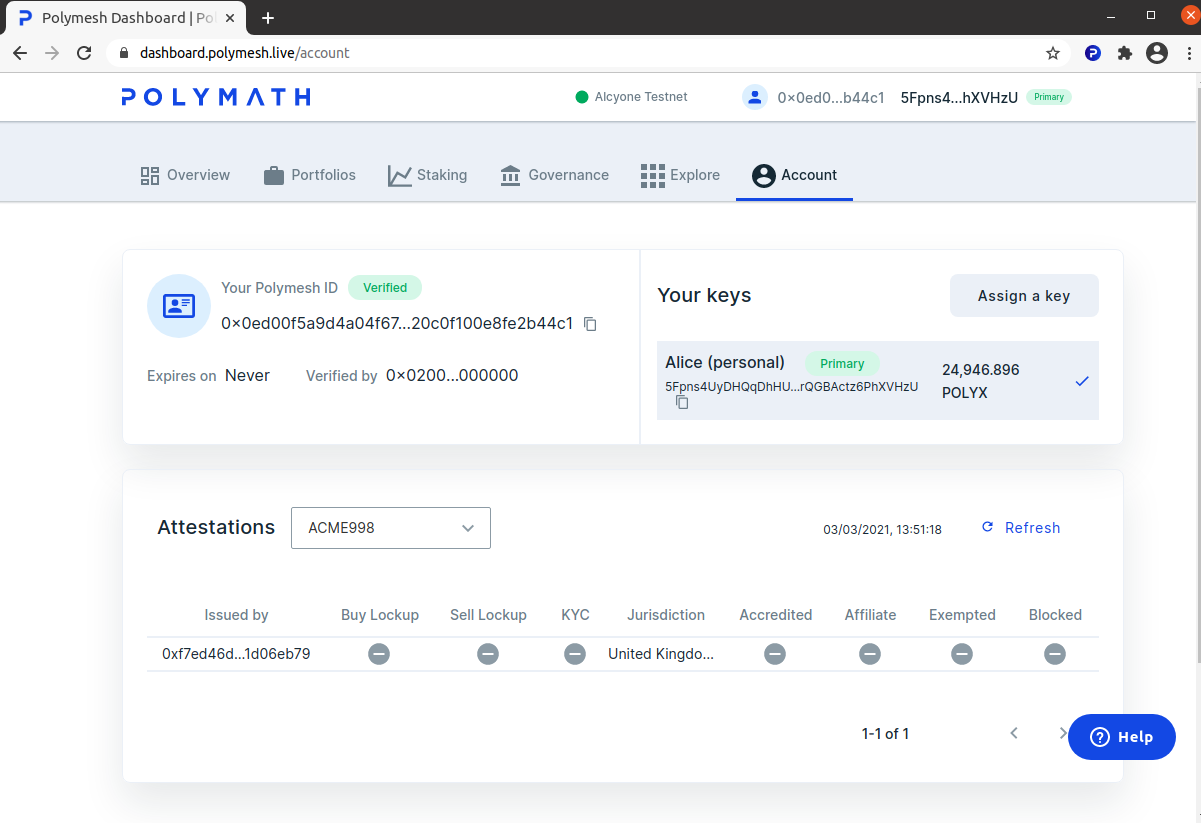 Polymesh Dashboard | Po
dashboard.polymesh.live/account
POLYMATH
Alcyone Testnet
0×0ed0...b44c1 5Fpns4...hXVHzU Primary
Overview Portfolios Staking Governance Explore Account
Your Polymesh ID Verified
0×0ed00f5a9d4a04f67...20c0f100e8fe2b44c1
Expires on Never Verified by 0×0200...000000
Your keys Assign a key
Alice (personal) Primary
5Fpns4UyDHQqDhHU...rQGBActz6PhXVHzU
24,946.896
POLYX
Attestations ACME998 03/03/2021, 13:51:18 Refresh
Issued by Buy Lockup Sell Lockup KYC Jurisdiction Accredited Affiliate Exempted Blocked
0xf7ed46d...1d06eb79 United Kingdo...
1-1 of 1
Help